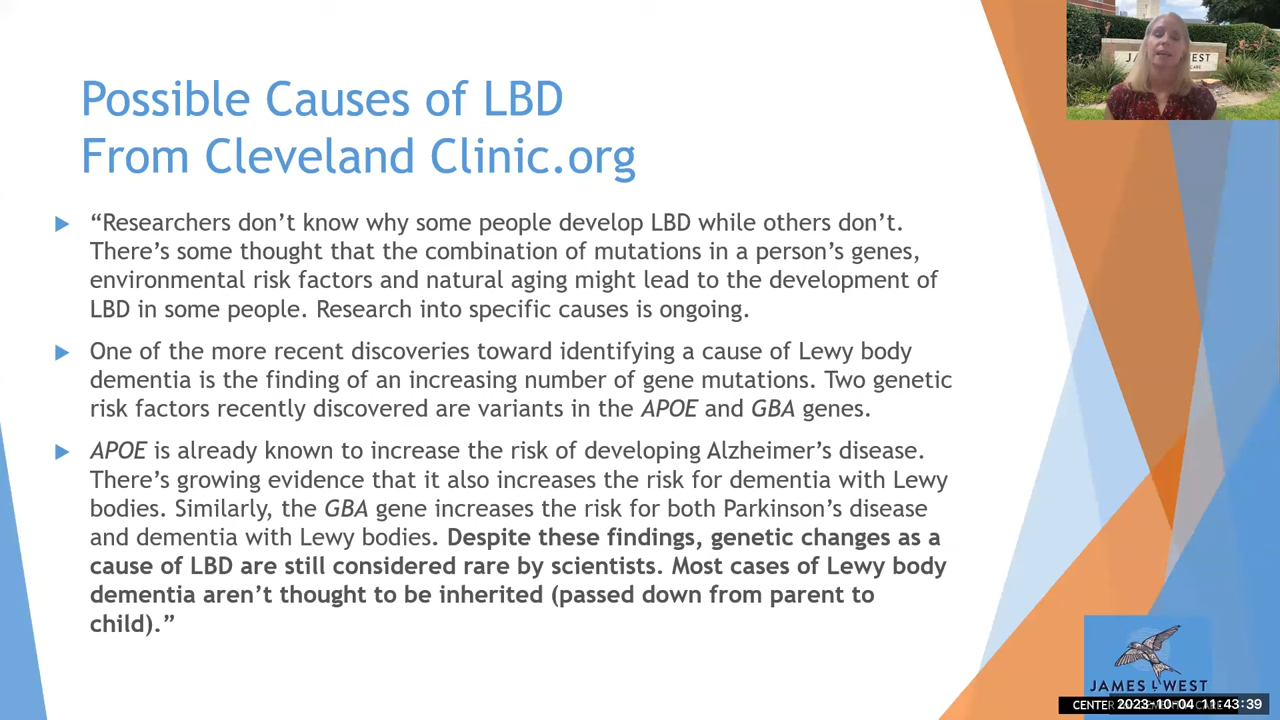 Possible Causes of LBD
From Cleveland Clinic.org
“Researchers don’t know why some people develop LBD while others don’t.
There’s some thought that the combination of mutations in a person’s genes,
environmental risk factors and natural aging might lead to the development of
LBD in some people. Research into specific causes is ongoing.
One of the more recent discoveries toward identifying a cause of Lewy body
dementia is the finding of an increasing number of gene mutations. Two genetic
risk factors recently discovered are variants in the APOE and GBA genes.
APOE is already known to increase the risk of developing Alzheimer’s disease.
There’s growing evidence that it also increases the risk for dementia with Lewy
bodies. Similarly, the GBA gene increases the risk for both Parkinson’s disease
and dementia with Lewy bodies. Despite these findings, genetic changes as a
cause of LBD are still considered rare by scientists. Most cases of Lewy body
dementia aren’t thought to be inherited (passed down from parent to
child).”
JAMES L WEST
CENTER
2023-10-04 11:43:39